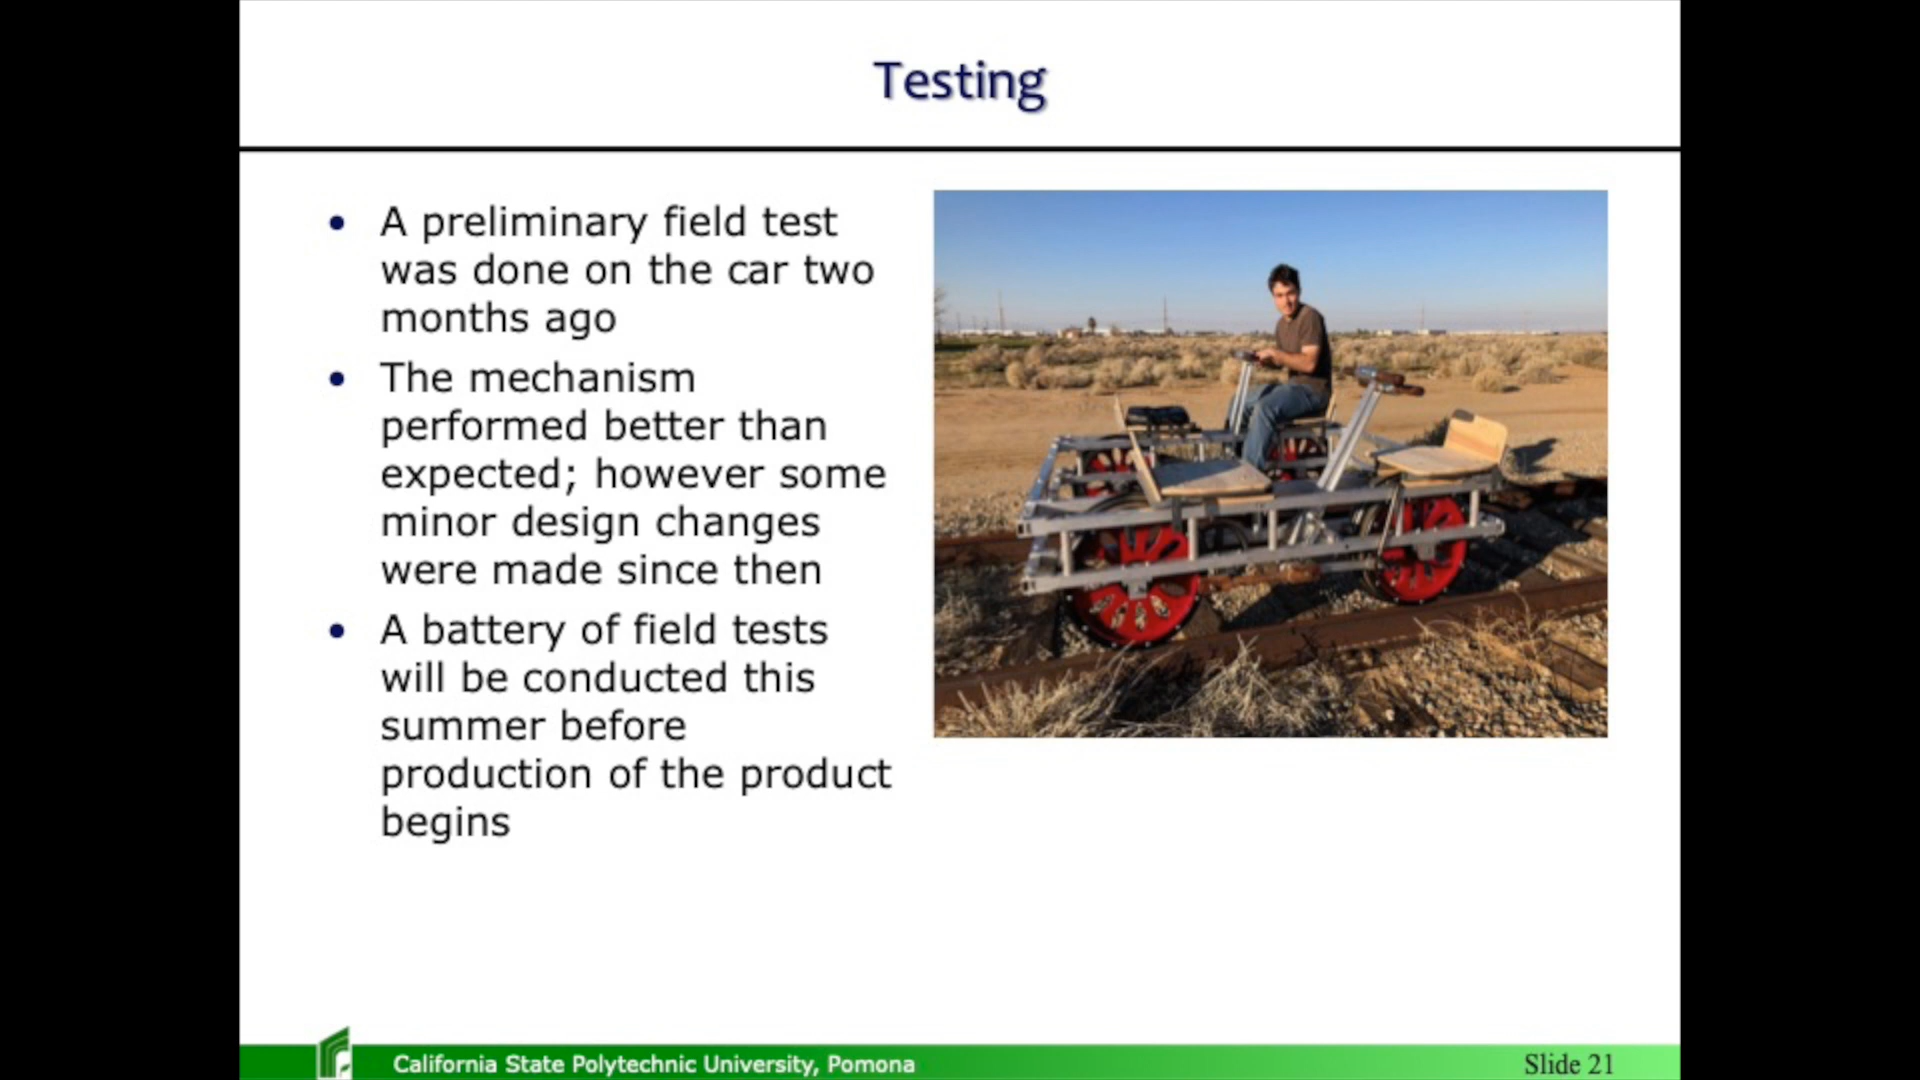 Testing
• A preliminary field test
was done on the car two
months ago
• The mechanism
performed better than
expected; however some
minor design changes
were made since then
• A battery of field tests
will be conducted this
summer before
production of the product
begins
California State Polytechnic University, Pomona
Slide 21